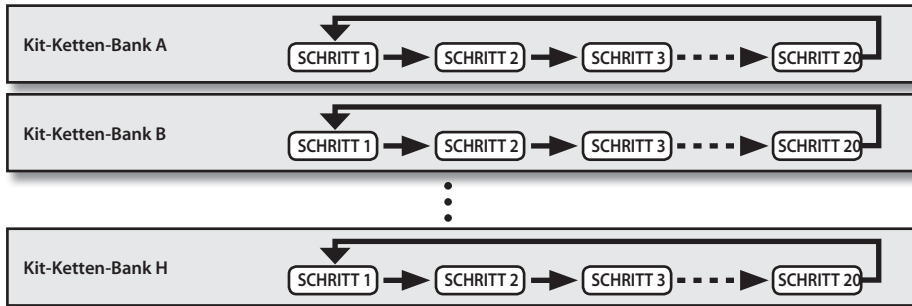 Kit-Ketten-Bank A
SCHRITT 1 SCHRITT 2 SCHRITT 3 SCHRITT 20
Kit-Ketten-Bank B
SCHRITT 1 SCHRITT 2 SCHRITT 3 SCHRITT 20
Kit-Ketten-Bank H
SCHRITT 1 SCHRITT 2 SCHRITT 3 SCHRITT 20